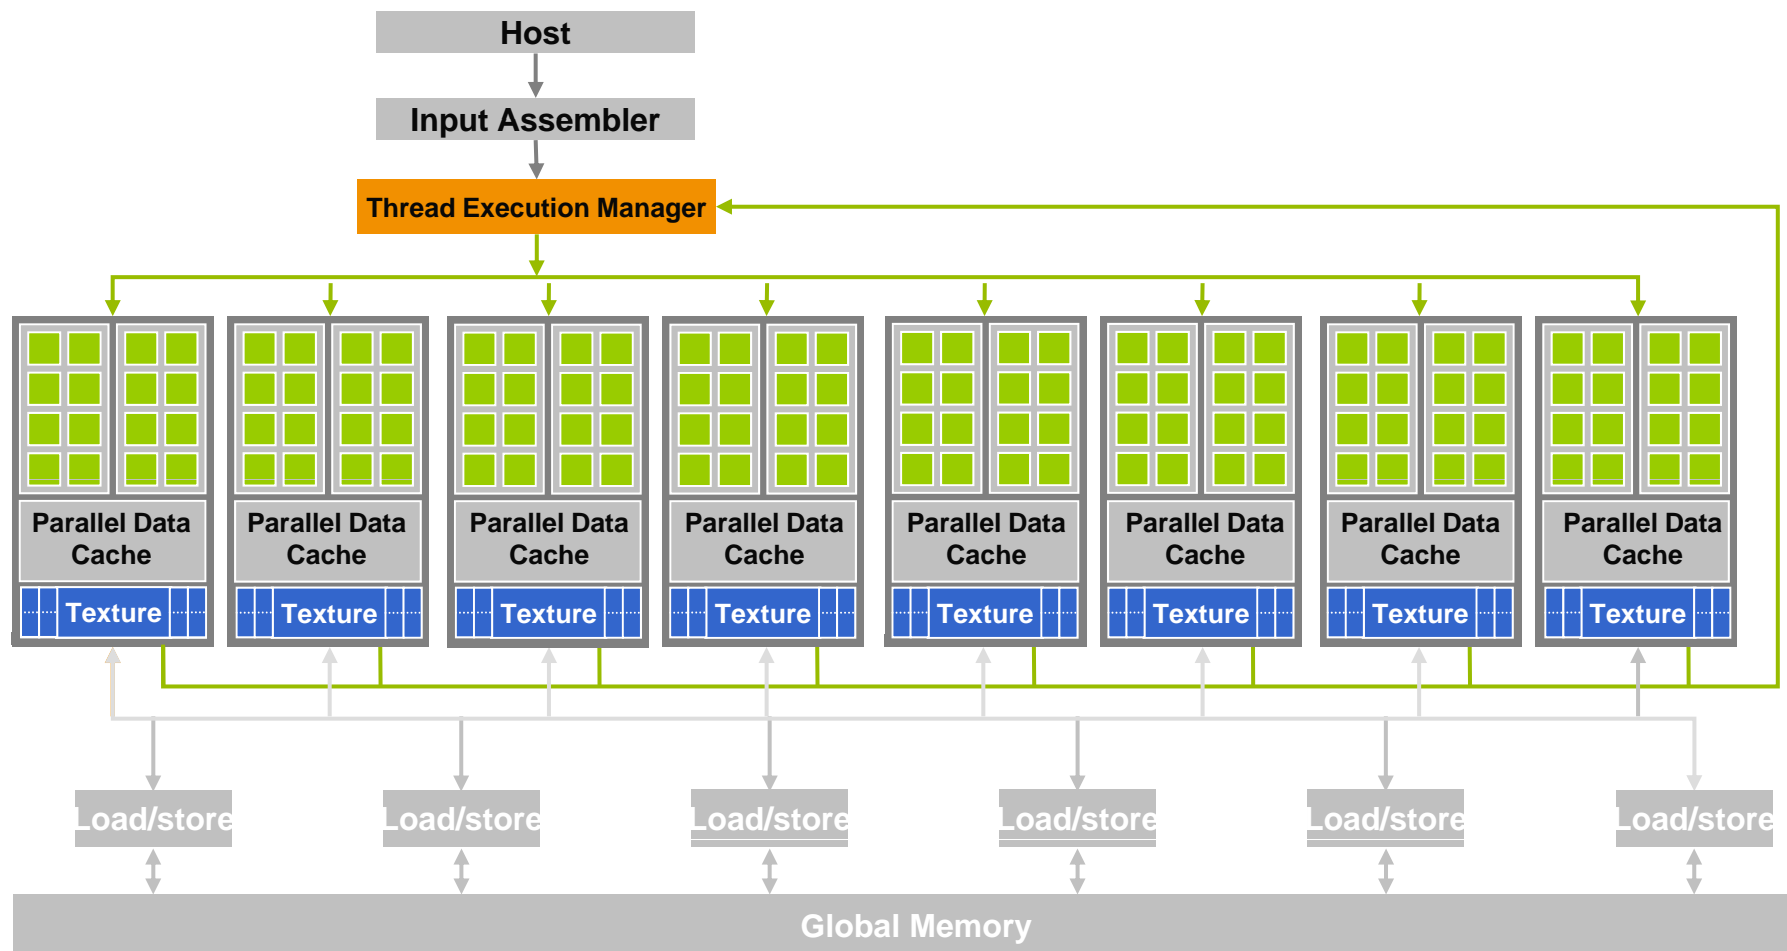 Host
Input Assembler
Thread Execution Manager
Parallel Data
Cache
Parallel Data
Cache
Parallel Data
Cache
Parallel Data
Cache
Parallel Data
Cache
Parallel Data
Cache
Parallel Data
Cache
Parallel Data
Cache
Texture
Texture
Texture
Texture
Texture
Texture
Texture
Texture
Load/store
Load/store
Load/store
Load/store
Load/store
Load/store
Global Memory